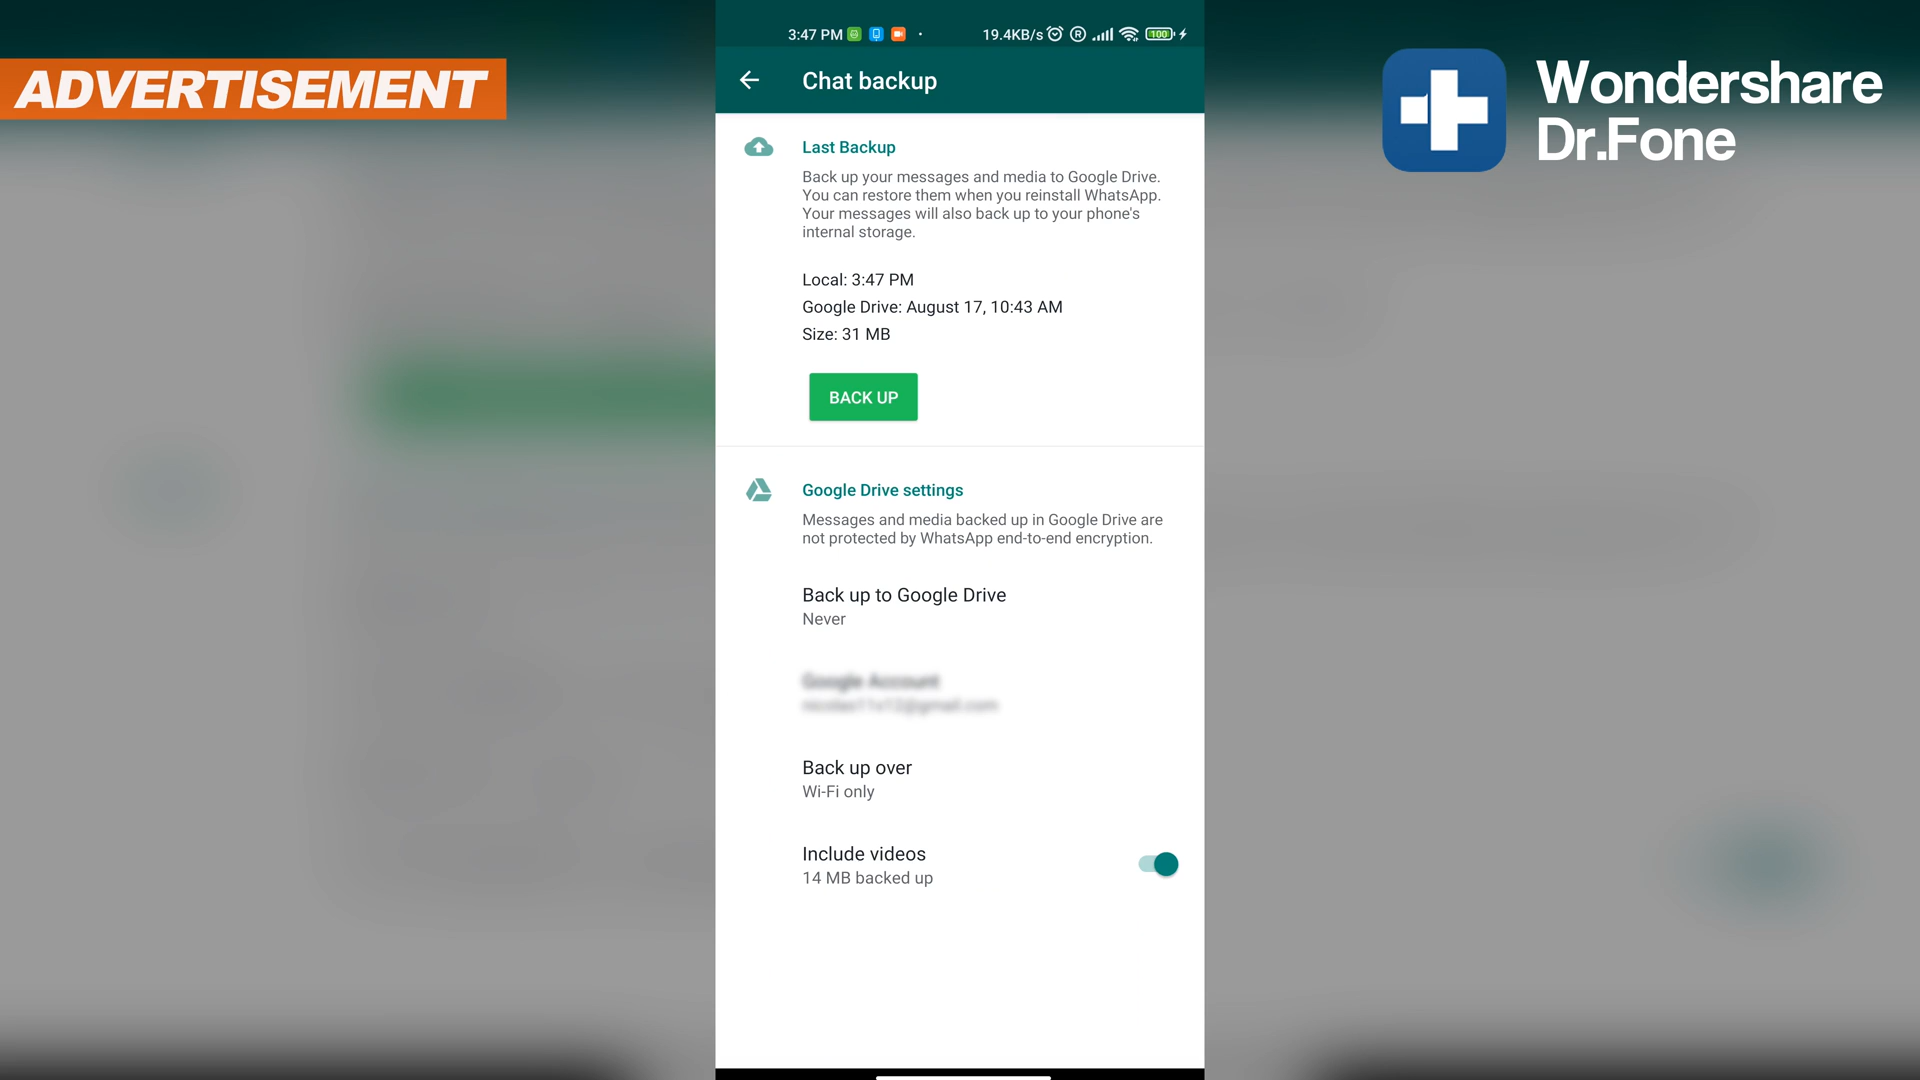 ADVERTISEMENT
3:47 PM
19.4KB/s
R
100
Chat backup
Wondershare
Dr.Fone
Last Backup
Back up your messages and media to Google Drive.
You can restore them when you reinstall WhatsApp.
Your messages will also back up to your phone's
internal storage.
Local: 3:47 PM
Google Drive: August 17, 10:43 AM
Size: 31 MB
BACK UP
Google Drive settings
Messages and media backed up in Google Drive are
not protected by WhatsApp end-to-end encryption.
Back up to Google Drive
Never
Google Account
Back up over
Wi-Fi only
Include videos
14 MB backed up